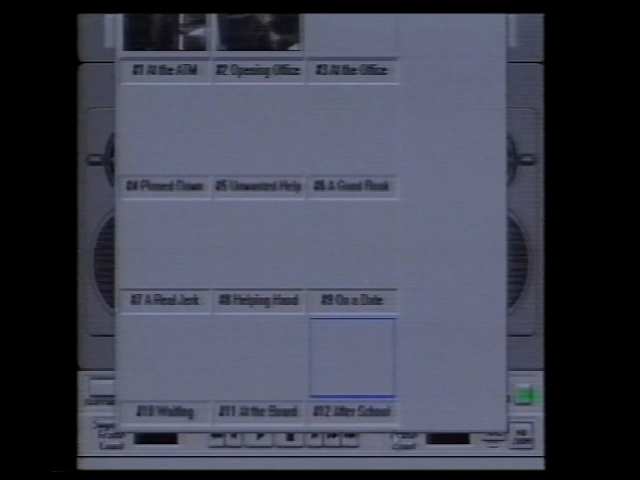 #1 At the ATM #2 Opening Office #3 At the Office
#4 Pinned Down #5 Unwanted Help #6 A Good Book
#7 A Real Jerk #8 Helping Hand #9 On a Date
#10 Waiting #11 At the Board #12 After School